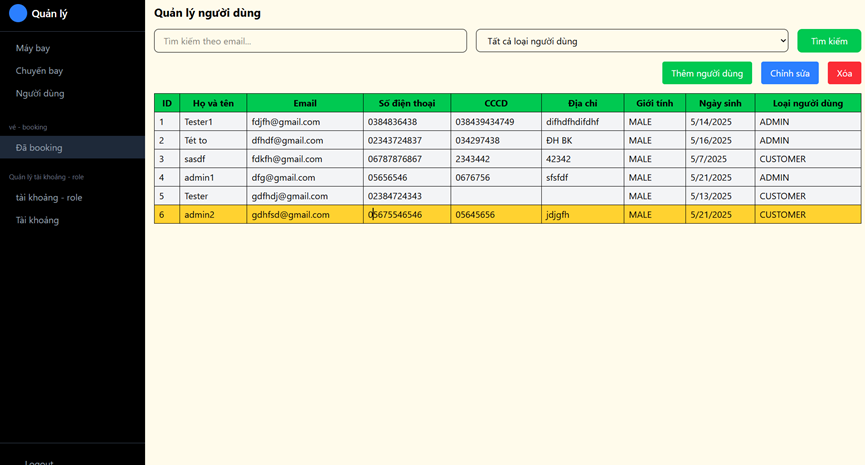 Quản lý
Máy bay
Chuyến bay
Người dùng
vé - booking
Đã booking
Quản lý tài khoảng - role
tài khoảng - role
Tài khoảng
Logout
Quản lý người dùng
Tìm kiếm theo email...
Tất cả loại người dùng
Tìm kiếm
Thêm người dùng
Chỉnh sửa
Xóa
ID Họ và tên Email Số điện thoại CCCD Địa chỉ Giới tính Ngày sinh Loại người dùng
1 Tester1 fdjfh@gmail.com 0384836438 038439434749 difhdfhdifdhf MALE 5/14/2025 ADMIN
2 Tét to dfhdf@gmail.com 02343724837 034297438 ĐH BK MALE 5/16/2025 ADMIN
3 sasdf fdkfh@gmail.com 06787876867 2343442 42342 MALE 5/7/2025 CUSTOMER
4 admin1 dfg@gmail.com 05656546 0676756 sfsfdf MALE 5/21/2025 ADMIN
5 Tester gdfhdj@gmail.com 02384724343 MALE 5/13/2025 CUSTOMER
6 admin2 gdhfsd@gmail.com 05675546546 05645656 jdjgfh MALE 5/21/2025 CUSTOMER